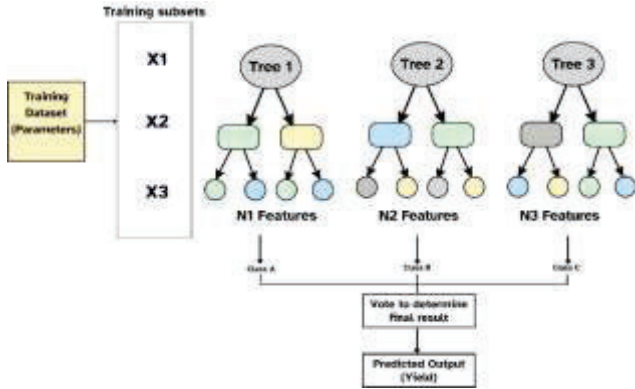 Training subsets
X1
X2
X3
Training
Dataset
(Parameters)
Tree 1
Tree 2
Tree 3
N1 Features
N2 Features
N3 Features
Class A
Class B
Class C
Vote to determine
final result
Predicted Output
(Yield)